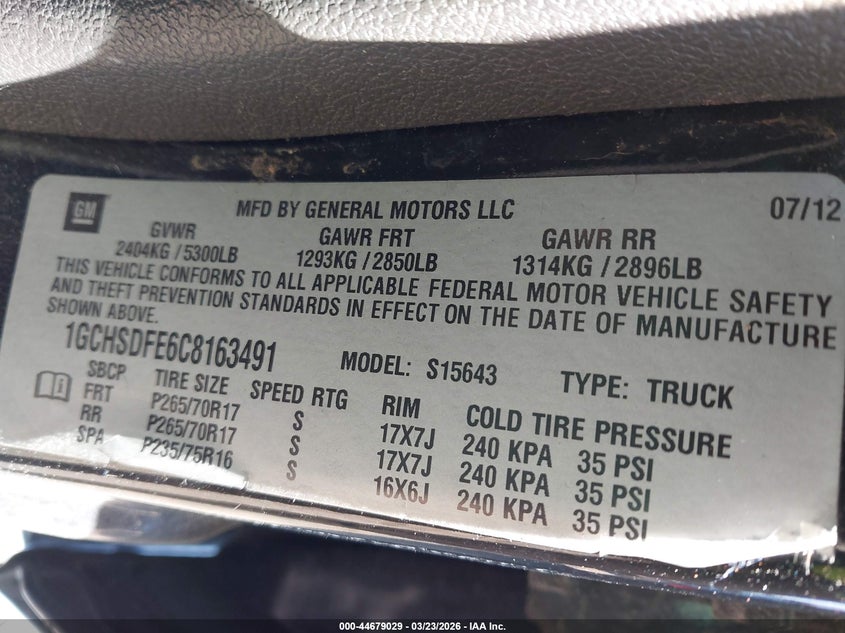 GM
MFD BY GENERAL MOTORS LLC 07/12
GVWR GAWR FRT GAWR RR
2404KG / 5300LB 1293KG / 2850LB 1314KG / 2896LB
THIS VEHICLE CONFORMS TO ALL APPLICABLE FEDERAL MOTOR VEHICLE SAFETY
AND THEFT PREVENTION STANDARDS IN EFFECT ON THE DATE OF MANUFACTURE
SHOWN ABOVE.
1GCHSDFE6C8163491 MODEL: S15643 TYPE: TRUCK
SBCP TIRE SIZE SPEED RTG RIM COLD TIRE PRESSURE
FRT P265/70R17 S 17X7J 240 KPA 35 PSI
RR P265/70R17 S 17X7J 240 KPA 35 PSI
SPA P235/75R16 S 16X6J 240 KPA 35 PSI
000-44679029 — 03/23/2026 — IAA Inc.